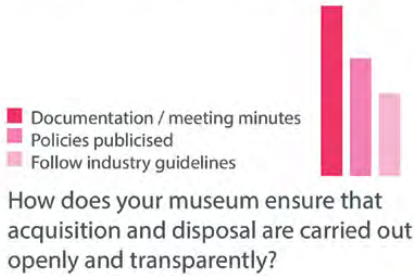 Documentation / meeting minutes
Policies publicised
Follow industry guidelines
How does your museum ensure that
acquisition and disposal are carried out
openly and transparently?